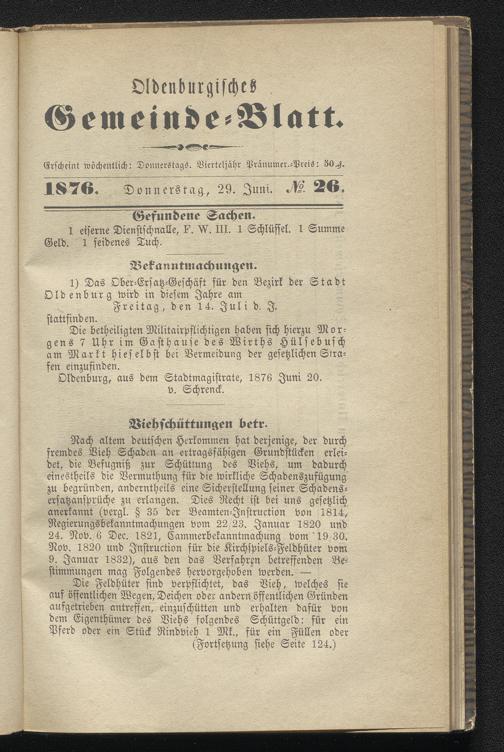 Oldenburgisches
Gemeinde-Blatt.
Erscheint wöchentlich: Donnerstags. Vierteljähr Pränumer.-Preis: 50 ₰.
1876. Donnerstag, 29. Juni. № 26.
Gefundene Sachen.
1 eiserne Dienstschnalle, F. W. III. 1 Schlüssel. 1 Summe
Geld. 1 seidenes Tuch.
Bekanntmachungen.
1) Das Ober-Ersatz-Geschäft für den Bezirk der Stadt
Oldenburg wird in diesem Jahre am
Freitag, den 14. Juli d. J.
stattfinden.
Die betheiligten Militairpflichtigen haben sich hierzu Mor-
gens 7 Uhr im Gasthause des Wirths Hülsebusch
am Markt hieselbst bei Vermeidung der gesetzlichen Stra-
fen einzufinden.
Oldenburg, aus dem Stadtmagistrate, 1876 Juni 20.
v. Schrenck.
Viehschüttungen betr.
Nach altem deutschen Herkommen hat derjenige, der durch
fremdes Vieh Schaden an ertragsfähigen Grundstücken erlei-
det, die Befugniß zur Schüttung des Viehs, um dadurch
einestheils die Vermuthung für die wirkliche Schadenszufügung
zu begründen, anderntheils eine Sicherstellung seiner Schadens-
ersatzansprüche zu erlangen. Dies Recht ist bei uns gesetzlich
anerkannt (vergl. § 35 der Beamten-Instruction von 1814,
Regierungsbekanntmachungen vom 22/23. Januar 1820 und
24. Nov./6 Dec. 1821, Cammerbekanntmachung vom 19/30.
Nov. 1820 und Instruction für die Kirchspiels-Feldhüter vom
9. Januar 1832), aus den das Verfahren betreffenden Be-
stimmungen mag Folgendes hervorgehoben werden. —
Die Feldhüter sind verpflichtet, das Vieh, welches sie
auf öffentlichen Wegen, Deichen oder andern öffentlichen Gründen
aufgetrieben antreffen, einzuschütten und erhalten dafür von
dem Eigenthümer des Viehs folgendes Schüttgeld: für ein
Pferd oder ein Stück Rindvieh 1 Mk., für ein Füllen oder
(Fortsetzung siehe Seite 124.)